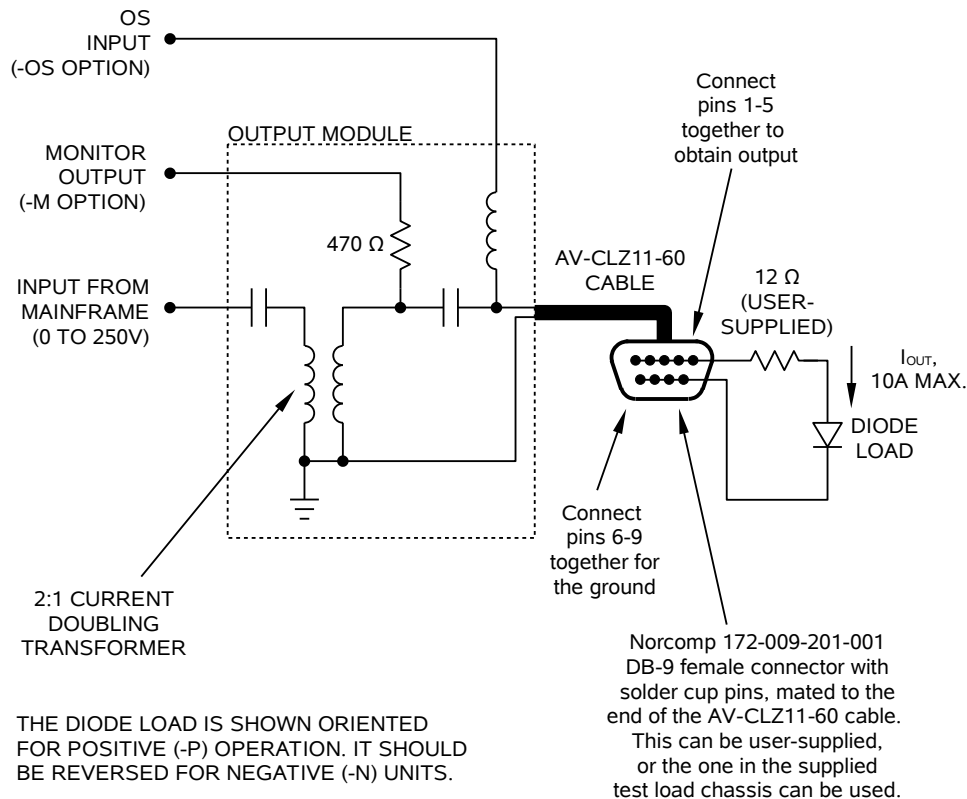 OS
INPUT
(-OS OPTION)
Connect
pins 1-5
together to
obtain output
OUTPUT MODULE
MONITOR
OUTPUT
(-M OPTION)
470 Ω
AV-CLZ11-60
CABLE
12 Ω
(USER-
SUPPLIED)
INPUT FROM
MAINFRAME
(0 TO 250V)
IOUT,
10A MAX.
DIODE
LOAD
Connect
pins 6-9
together for
the ground
2:1 CURRENT
DOUBLING
TRANSFORMER
Norcomp 172-009-201-001
DB-9 female connector with
solder cup pins, mated to the
end of the AV-CLZ11-60 cable.
This can be user-supplied,
or the one in the supplied
test load chassis can be used.
THE DIODE LOAD IS SHOWN ORIENTED
FOR POSITIVE (-P) OPERATION. IT SHOULD
BE REVERSED FOR NEGATIVE (-N) UNITS.